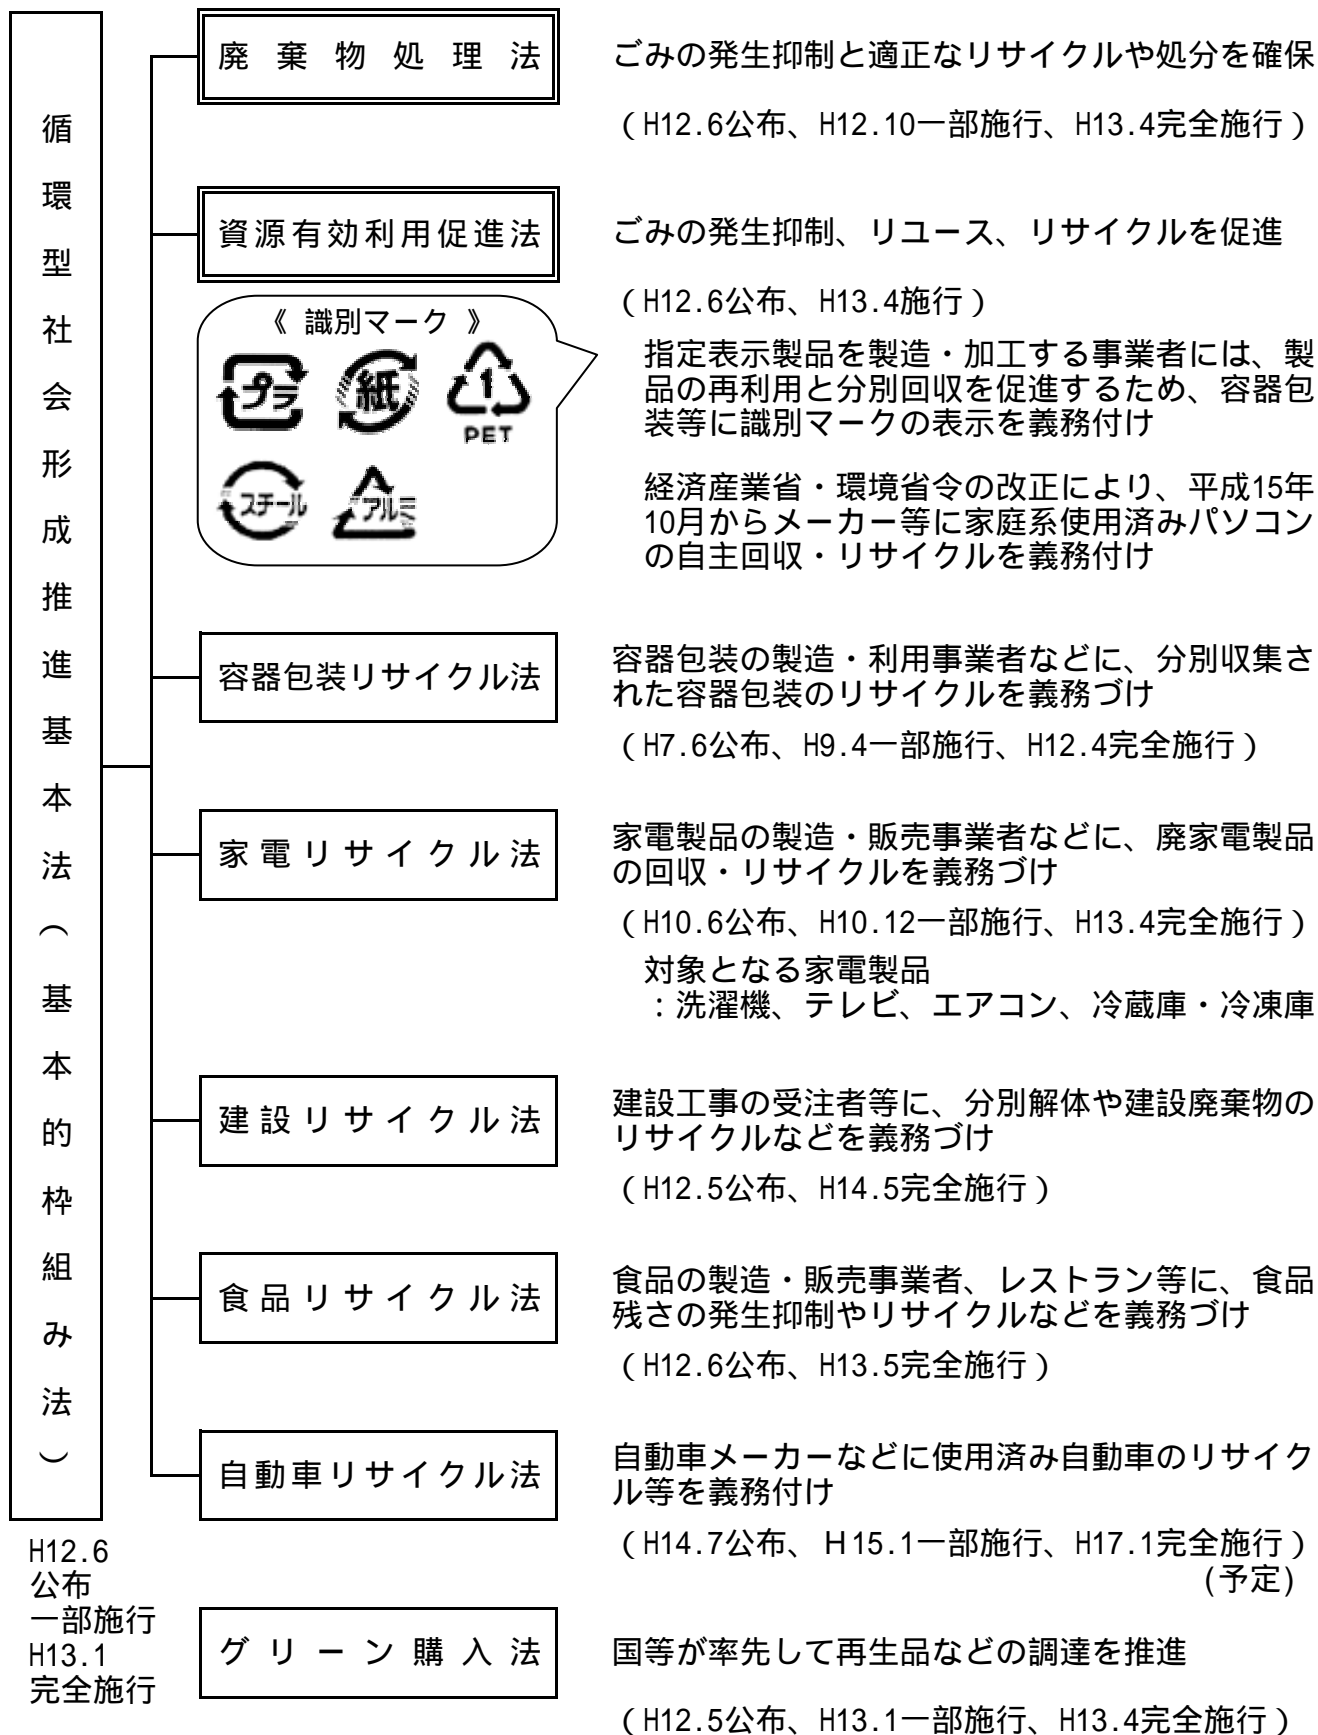 循環型社会形成推進基本法（基本的枠組み法）
H12.6
公布
一部施行
H13.1
完全施行
廃棄物処理法
ごみの発生抑制と適正なリサイクルや処分を確保
（H12.6公布、H12.10一部施行、H13.4完全施行）
資源有効利用促進法
ごみの発生抑制、リユース、リサイクルを促進
（H12.6公布、H13.4施行）
《 識別マーク 》
プラ
紙
1
PET
スチール
アルミ
指定表示製品を製造・加工する事業者には、製
品の再利用と分別回収を促進するため、容器包
装等に識別マークの表示を義務付け
経済産業省・環境省令の改正により、平成15年
10月からメーカー等に家庭系使用済みパソコン
の自主回収・リサイクルを義務付け
容器包装リサイクル法
容器包装の製造・利用事業者などに、分別収集さ
れた容器包装のリサイクルを義務づけ
（H7.6公布、H9.4一部施行、H12.4完全施行）
家電リサイクル法
家電製品の製造・販売事業者などに、廃家電製品
の回収・リサイクルを義務づけ
（H10.6公布、H10.12一部施行、H13.4完全施行）
対象となる家電製品
：洗濯機、テレビ、エアコン、冷蔵庫・冷凍庫
建設リサイクル法
建設工事の受注者等に、分別解体や建設廃棄物の
リサイクルなどを義務づけ
（H12.5公布、H14.5完全施行）
食品リサイクル法
食品の製造・販売事業者、レストラン等に、食品
残さの発生抑制やリサイクルなどを義務づけ
（H12.6公布、H13.5完全施行）
自動車リサイクル法
自動車メーカーなどに使用済み自動車のリサイク
ル等を義務付け
（H14.7公布、Ｈ15.1一部施行、H17.1完全施行）
(予定)
グリーン購入法
国等が率先して再生品などの調達を推進
（H12.5公布、H13.1一部施行、H13.4完全施行）